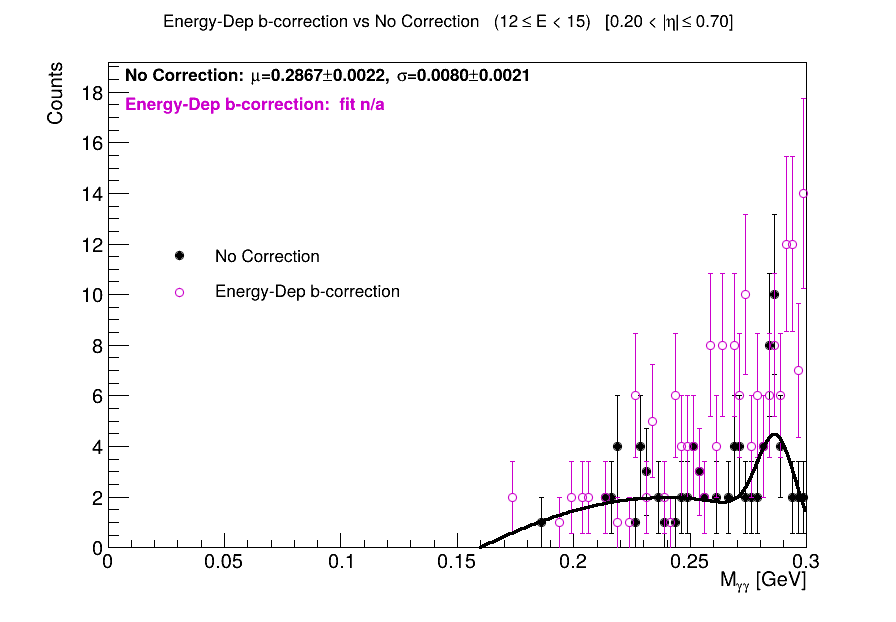 Energy-Dep b-correction vs No Correction (12 ≤ E < 15) [0.20 < |η| ≤ 0.70]
Counts
No Correction: μ=0.2867±0.0022, σ=0.0080±0.0021
Energy-Dep b-correction: fit n/a
18
16
14
12
10
8
6
4
2
0
No Correction
Energy-Dep b-correction
0 0.05 0.1 0.15 0.2 0.25 0.3
Mγγ [GeV]